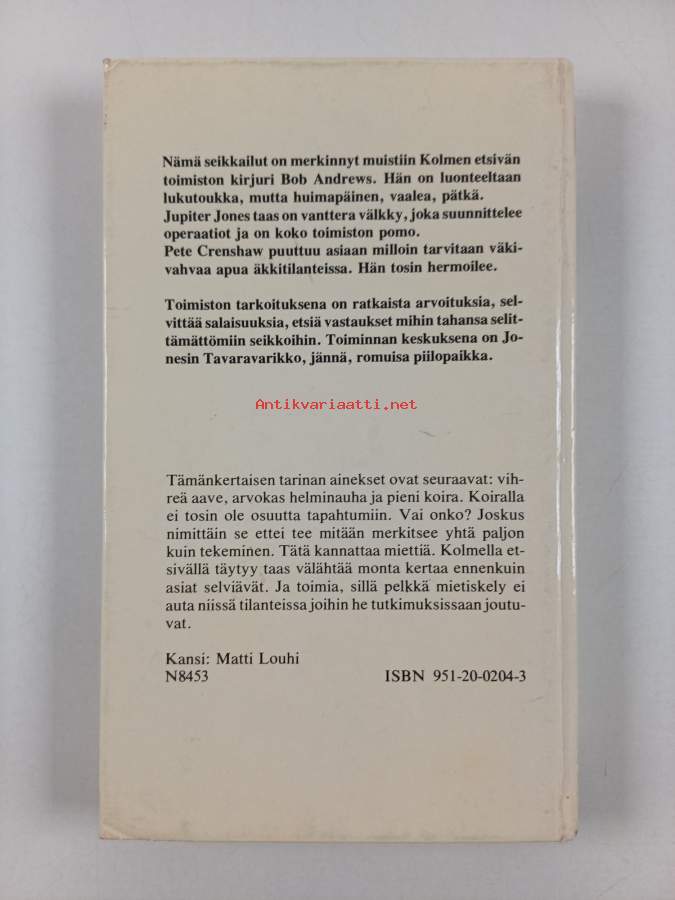 Nämä seikkailut on merkinnyt muistiin Kolmen etsivän
toimiston kirjuri Bob Andrews. Hän on luonteeltaan
lukutoukka, mutta huimapäinen, vaalea, pätkä.
Jupiter Jones taas on vanttera välkky, joka suunnittelee
operaatiot ja on koko toimiston pomo.
Pete Crenshaw puuttuu asiaan milloin tarvitaan väki-
vahvaa apua äkkitilanteissa. Hän tosin hermoilee.
Toimiston tarkoituksena on ratkaista arvoituksia, sel-
vittää salaisuuksia, etsiä vastaukset mihin tahansa selit-
tämättömiin seikkoihin. Toiminnan keskuksena on Jo-
nesin Tavaravarikko, jännä, romuisa piilopaikka.
Antikvariaatti.net
Tämänkertaisen tarinan ainekset ovat seuraavat: vih-
reä aave, arvokas helminauha ja pieni koira. Koiralla
ei tosin ole osuutta tapahtumiin. Vai onko? Joskus
nimittäin se ettei tee mitään merkitsee yhtä paljon
kuin tekeminen. Tätä kannattaa miettiä. Kolmella et-
sivällä täytyy taas välähtää monta kertaa ennenkuin
asiat selviävät. Ja toimia, sillä pelkkä mietiskely ei
auta niissä tilanteissa joihin he tutkimuksissaan joutu-
vat.
Kansi: Matti Louhi
N8453 ISBN 951-20-0204-3